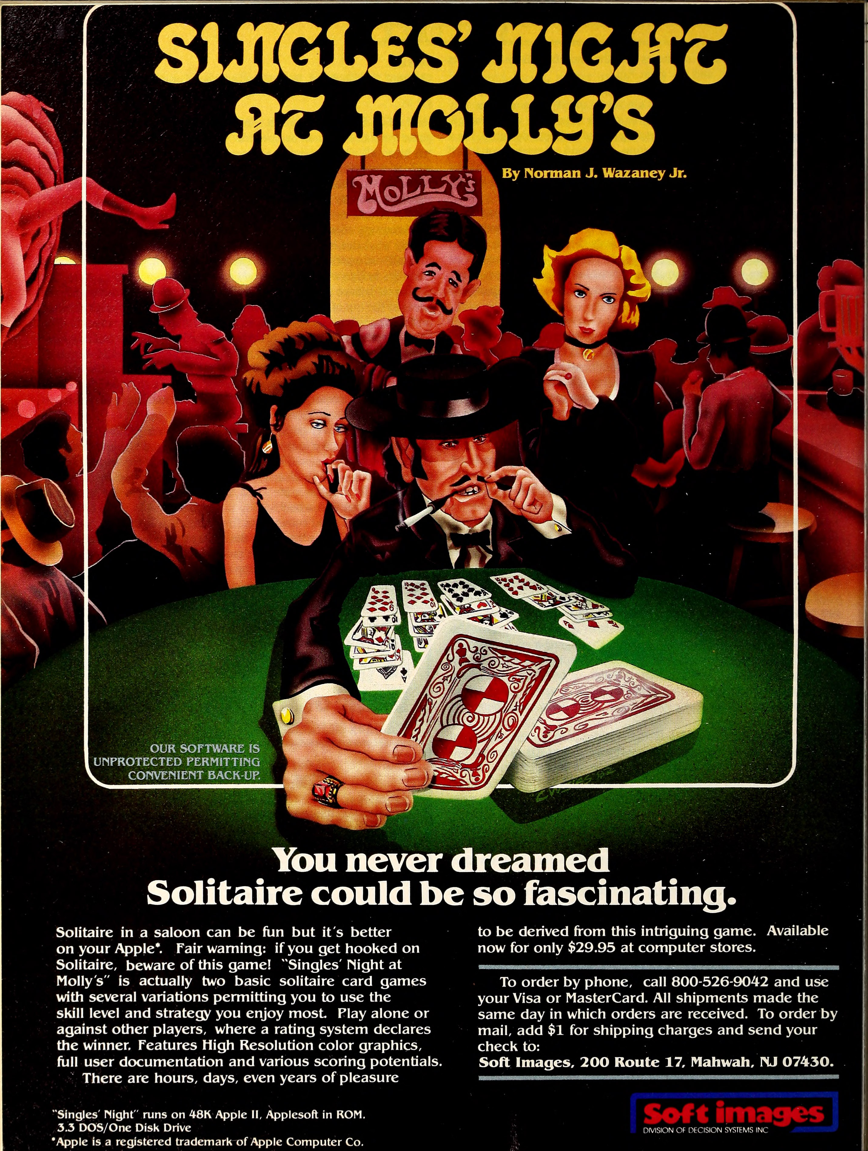 SINGLES' NIGHT
AT MOLLY'S
By Norman J. Wazaney Jr.
MOLLY'S
OUR SOFTWARE IS
UNPROTECTED PERMITTING
CONVENIENT BACK-UP.
You never dreamed
Solitaire could be so fascinating.
Solitaire in a saloon can be fun but it's better
on your Apple*. Fair warning: if you get hooked on
Solitaire, beware of this game! "Singles' Night at
Molly's" is actually two basic solitaire card games
with several variations permitting you to use the
skill level and strategy you enjoy most. Play alone or
against other players, where a rating system declares
the winner. Features High Resolution color graphics,
full user documentation and various scoring potentials.
There are hours, days, even years of pleasure
to be derived from this intriguing game. Available
now for only $29.95 at computer stores.
To order by phone, call 800-526-9042 and use
your Visa or MasterCard. All shipments made the
same day in which orders are received. To order by
mail, add $1 for shipping charges and send your
check to:
Soft Images, 200 Route 17, Mahwah, NJ 07430.
"Singles' Night" runs on 48K Apple II, Applesoft in ROM.
3.3 DOS/One Disk Drive
*Apple is a registered trademark of Apple Computer Co.
Soft images
DIVISION OF DECISION SYSTEMS INC